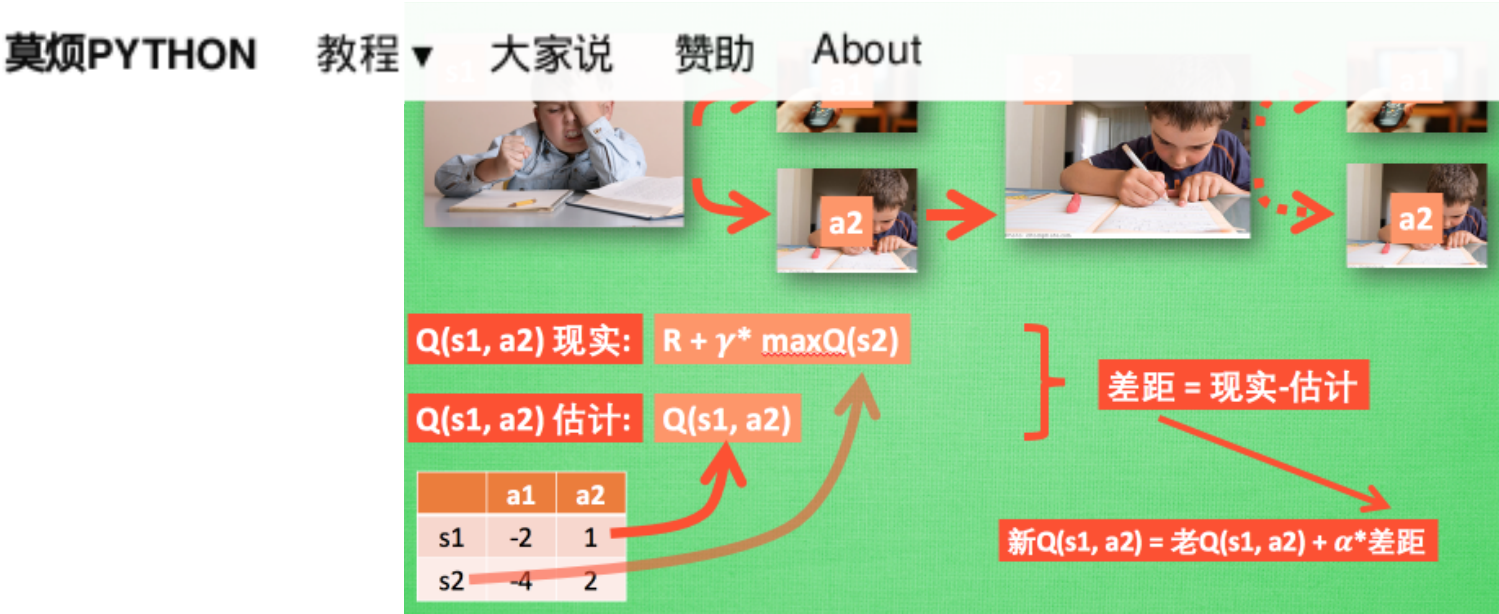 莫烦PYTHON 教程 ▼ 大家说 赞助 About
s1 a1 s2 a1
a2 a2
Q(s1, a2) 现实: R + γ* maxQ(s2)
差距 = 现实-估计
Q(s1, a2) 估计: Q(s1, a2)
a1 a2
s1 -2 1
新Q(s1, a2) = 老Q(s1, a2) + α*差距
s2 -4 2